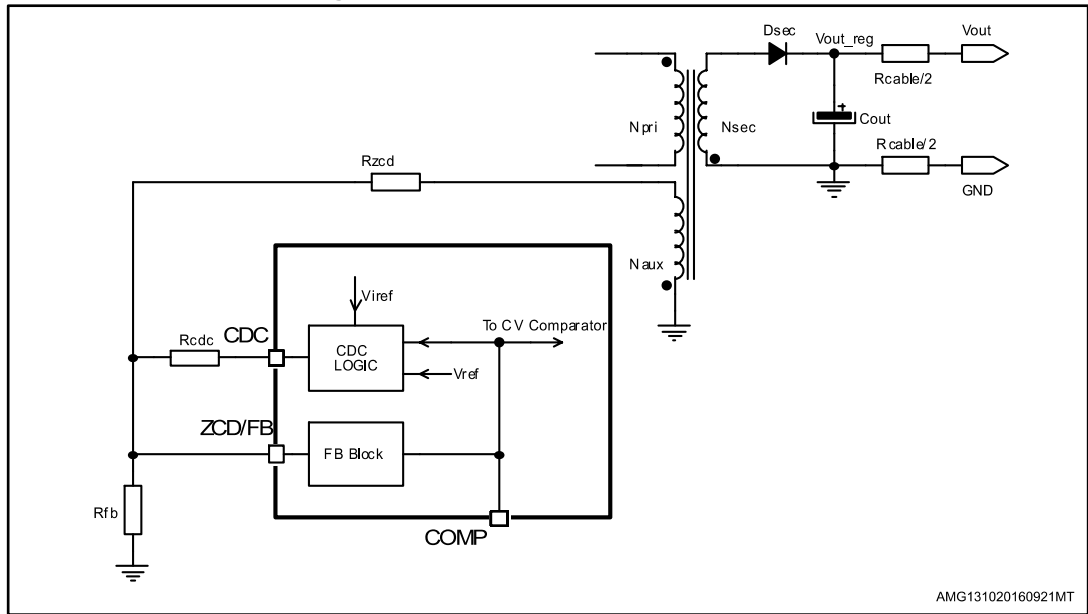 Dsec
Vout_reg
Vout
Rcable/2
Npri
Nsec
Cout
+
Rcable/2
Rzcd
GND
Naux
Viref
To CV Comparator
Rcdc
CDC
CDC
LOGIC
Vref
ZCD/FB
FB Block
Rfb
COMP
AMG131020160921MT